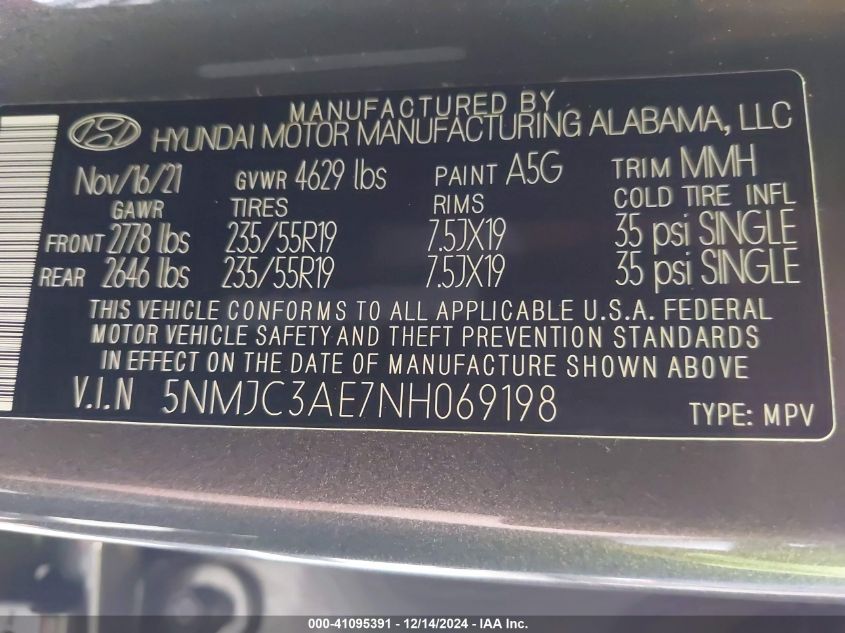 MANUFACTURED BY
HYUNDAI MOTOR MANUFACTURING ALABAMA, LLC
Nov/16/21 GVWR 4629 lbs PAINT A5G TRIM MMH
GAWR TIRES RIMS COLD TIRE INFL
FRONT 2778 lbs 235/55R19 7.5JX19 35 psi SINGLE
REAR 2646 lbs 235/55R19 7.5JX19 35 psi SINGLE
THIS VEHICLE CONFORMS TO ALL APPLICABLE U.S.A. FEDERAL
MOTOR VEHICLE SAFETY AND THEFT PREVENTION STANDARDS
IN EFFECT ON THE DATE OF MANUFACTURE SHOWN ABOVE
V.I.N 5NMJC3AE7NH069198 TYPE: MPV
000-41095391 - 12/14/2024 - IAA Inc.